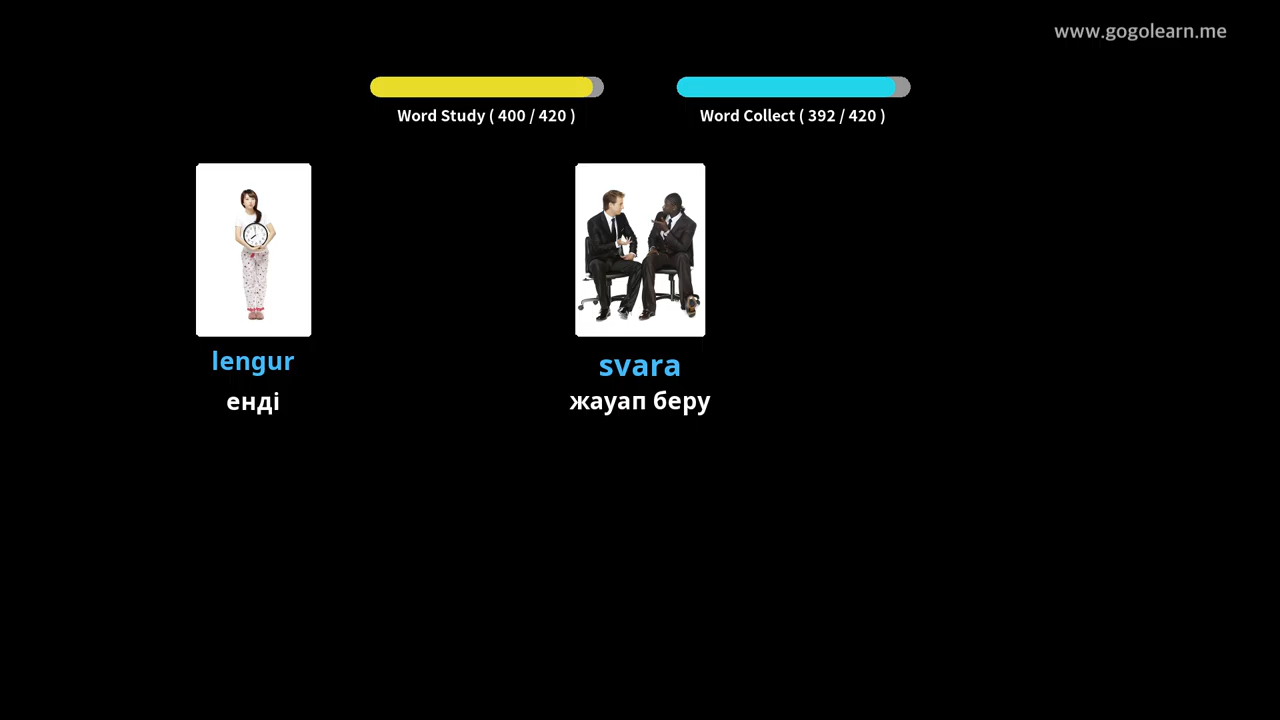 www.gogolearn.me
Word Study ( 400 / 420 )
Word Collect ( 392 / 420 )
lengur
енді
svara
жауап беру